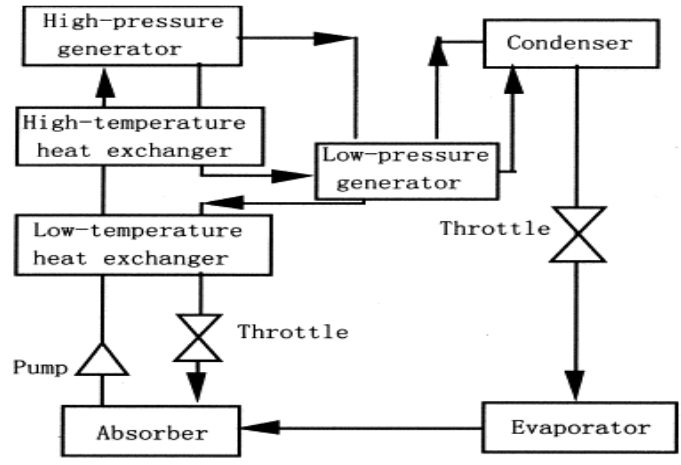 High-pressure
generator
Condenser
High-temperature
heat exchanger
Low-pressure
generator
Low-temperature
heat exchanger
Throttle
Throttle
Pump
Absorber
Evaporator